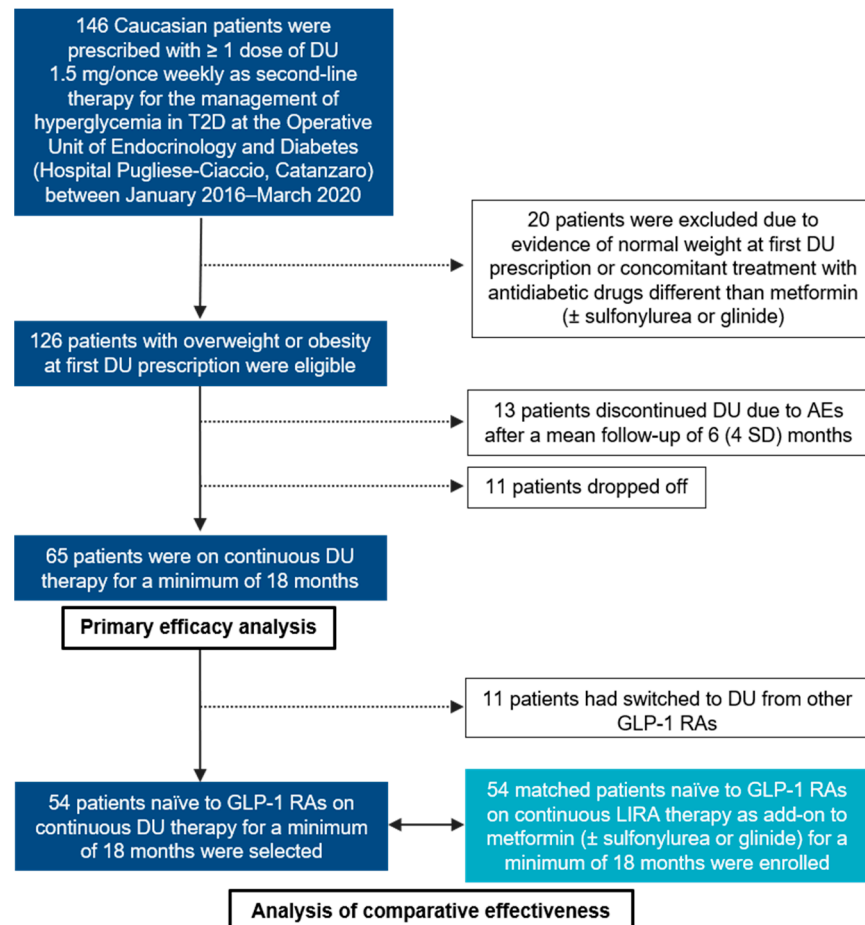 146 Caucasian patients were
prescribed with ≥ 1 dose of DU
1.5 mg/once weekly as second-line
therapy for the management of
hyperglycemia in T2D at the Operative
Unit of Endocrinology and Diabetes
(Hospital Pugliese-Ciaccio, Catanzaro)
between January 2016–March 2020
20 patients were excluded due to
evidence of normal weight at first DU
prescription or concomitant treatment with
antidiabetic drugs different than metformin
(± sulfonylurea or glinide)
126 patients with overweight or obesity
at first DU prescription were eligible
13 patients discontinued DU due to AEs
after a mean follow-up of 6 (4 SD) months
11 patients dropped off
65 patients were on continuous DU
therapy for a minimum of 18 months
Primary efficacy analysis
11 patients had switched to DU from other
GLP-1 RAs
54 patients naïve to GLP-1 RAs on
continuous DU therapy for a minimum
of 18 months were selected
54 matched patients naïve to GLP-1 RAs
on continuous LIRA therapy as add-on to
metformin (± sulfonylurea or glinide) for a
minimum of 18 months were enrolled
Analysis of comparative effectiveness